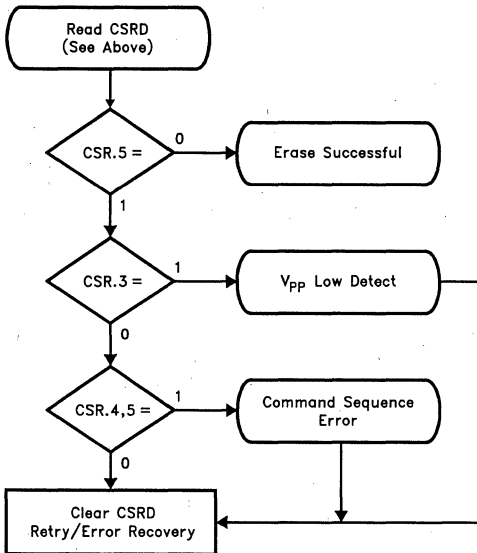 Read CSRD
(See Above)
CSR.5 =
0
Erase Successful
1
CSR.3 =
1
VPP Low Detect
0
CSR.4,5 =
1
Command Sequence
Error
0
Clear CSRD
Retry/Error Recovery